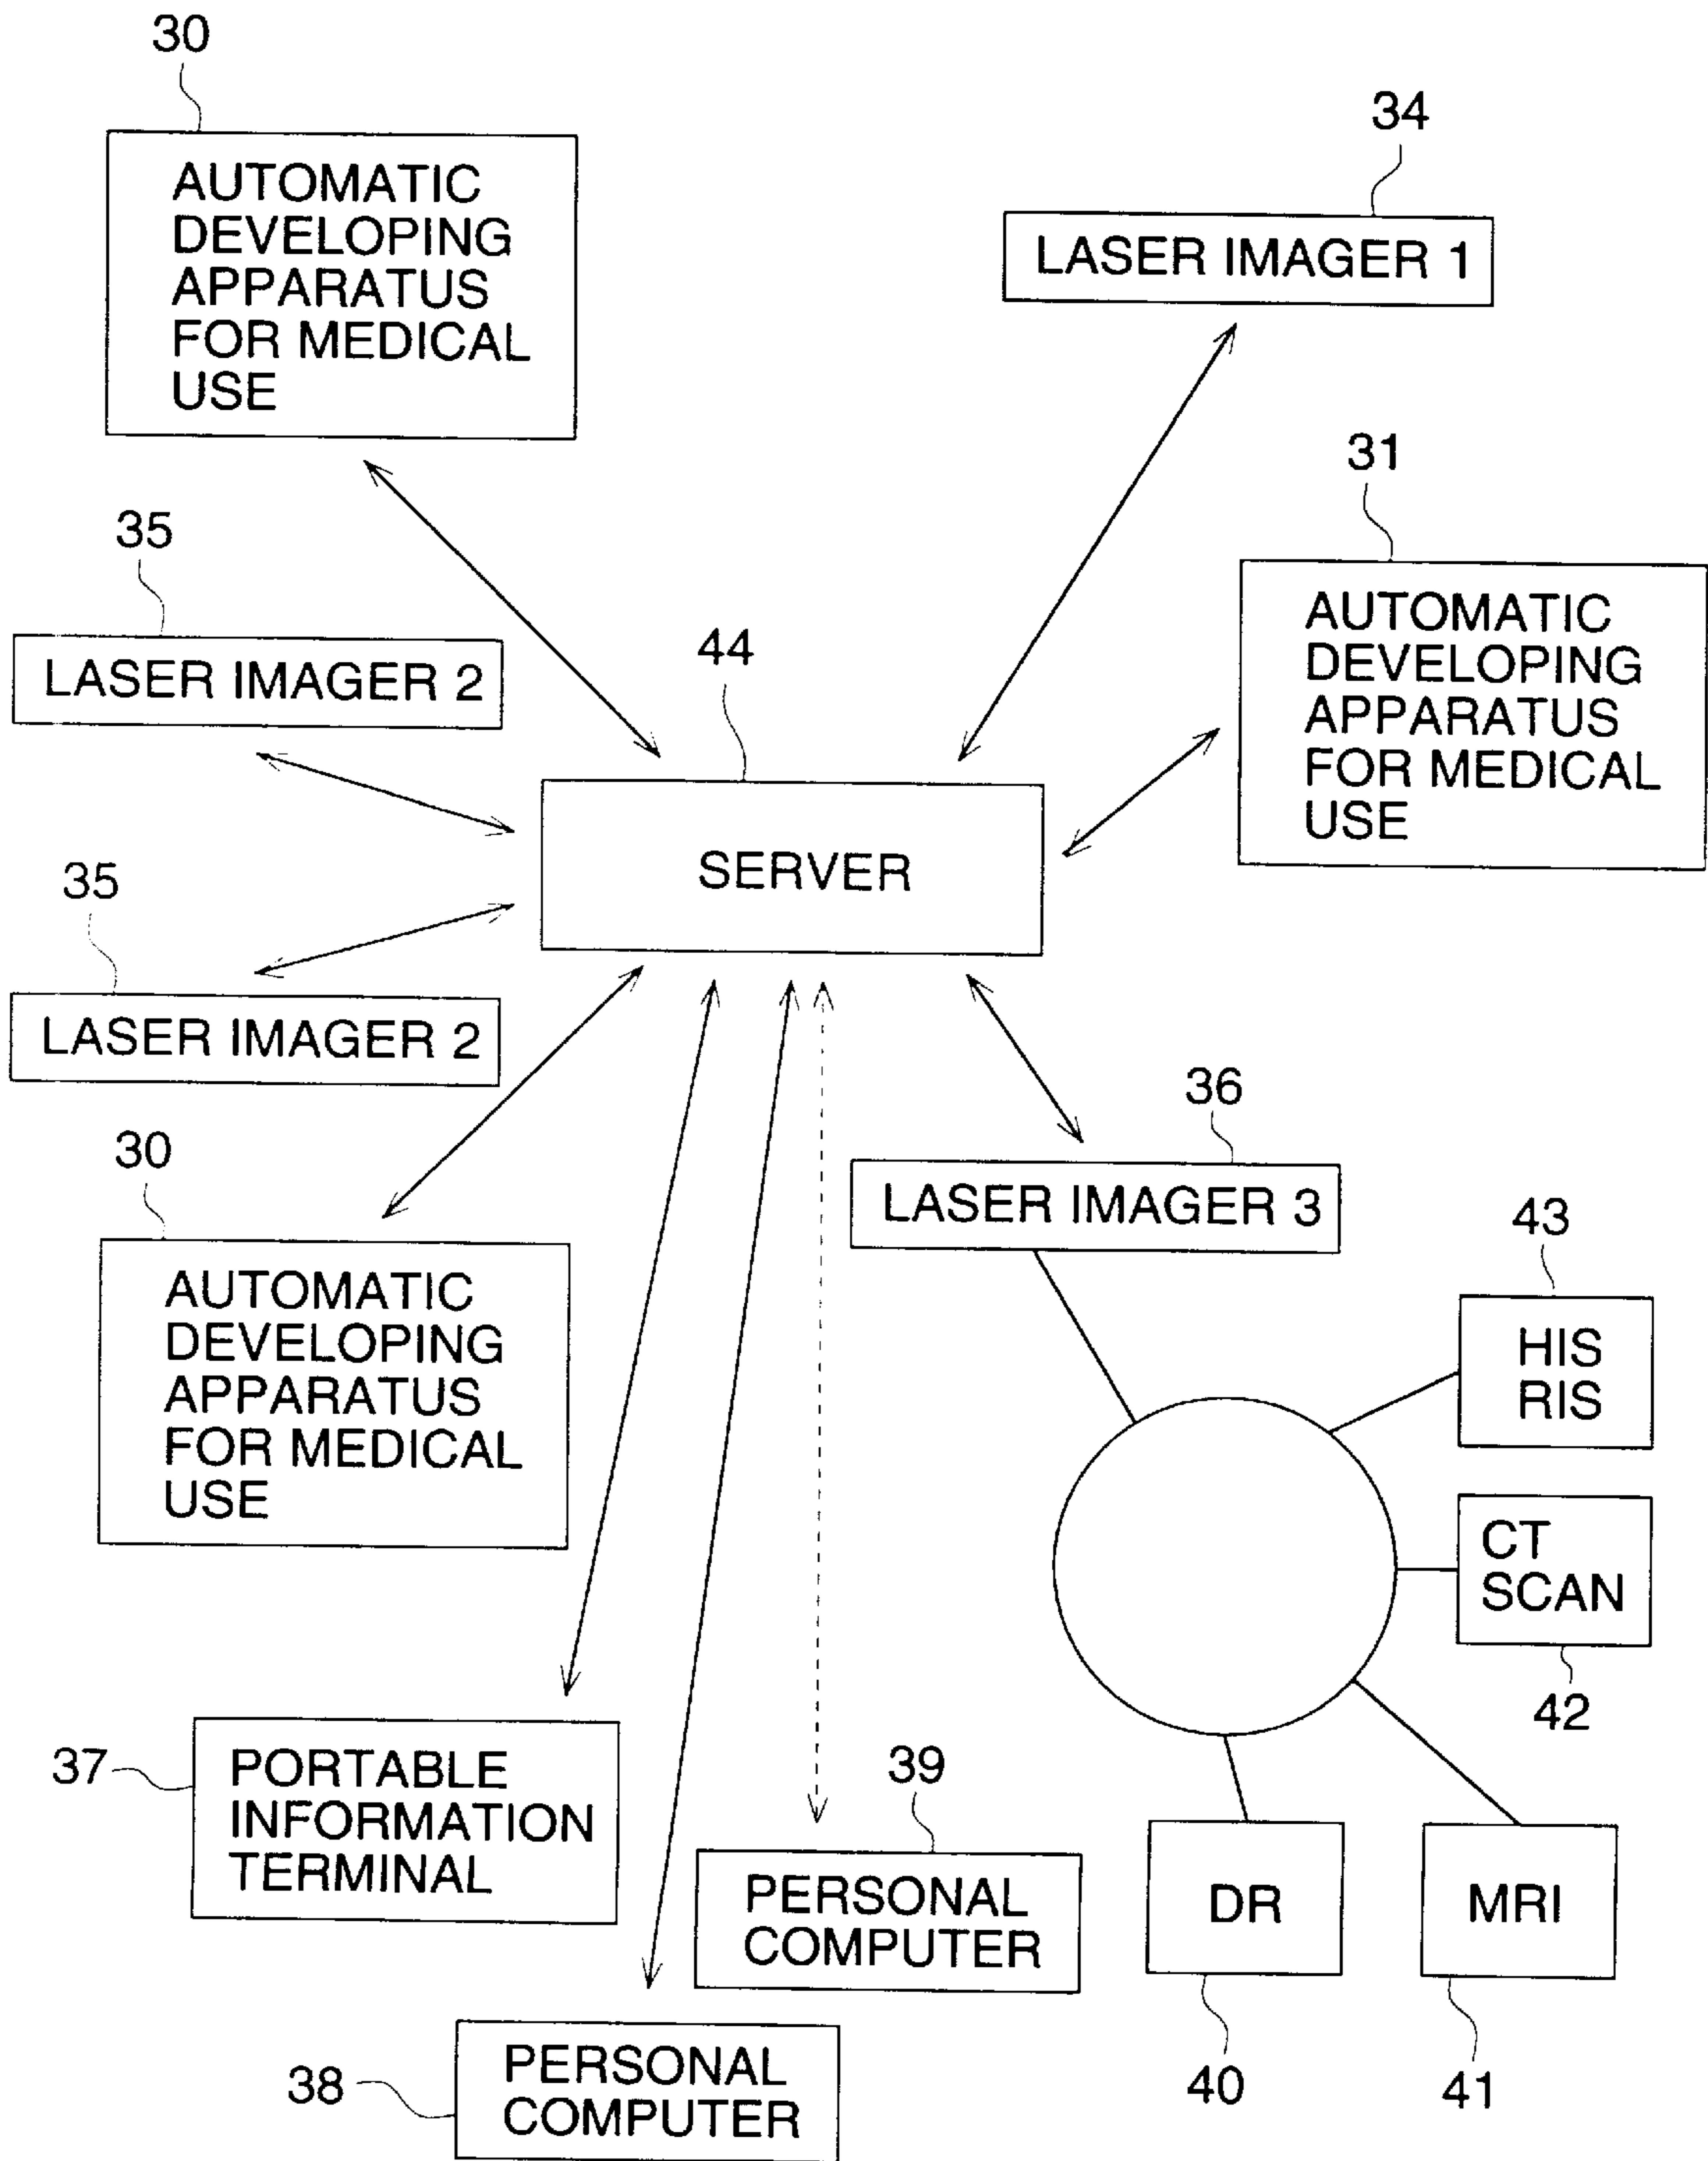 30
AUTOMATIC
DEVELOPING
APPARATUS
FOR MEDICAL
USE
34
LASER IMAGER 1
31
AUTOMATIC
DEVELOPING
APPARATUS
FOR MEDICAL
USE
35
LASER IMAGER 2
44
SERVER
35
LASER IMAGER 2
30
AUTOMATIC
DEVELOPING
APPARATUS
FOR MEDICAL
USE
36
LASER IMAGER 3
43
HIS
RIS
CT
SCAN
42
37
PORTABLE
INFORMATION
TERMINAL
39
PERSONAL
COMPUTER
DR
40
MRI
41
38
PERSONAL
COMPUTER